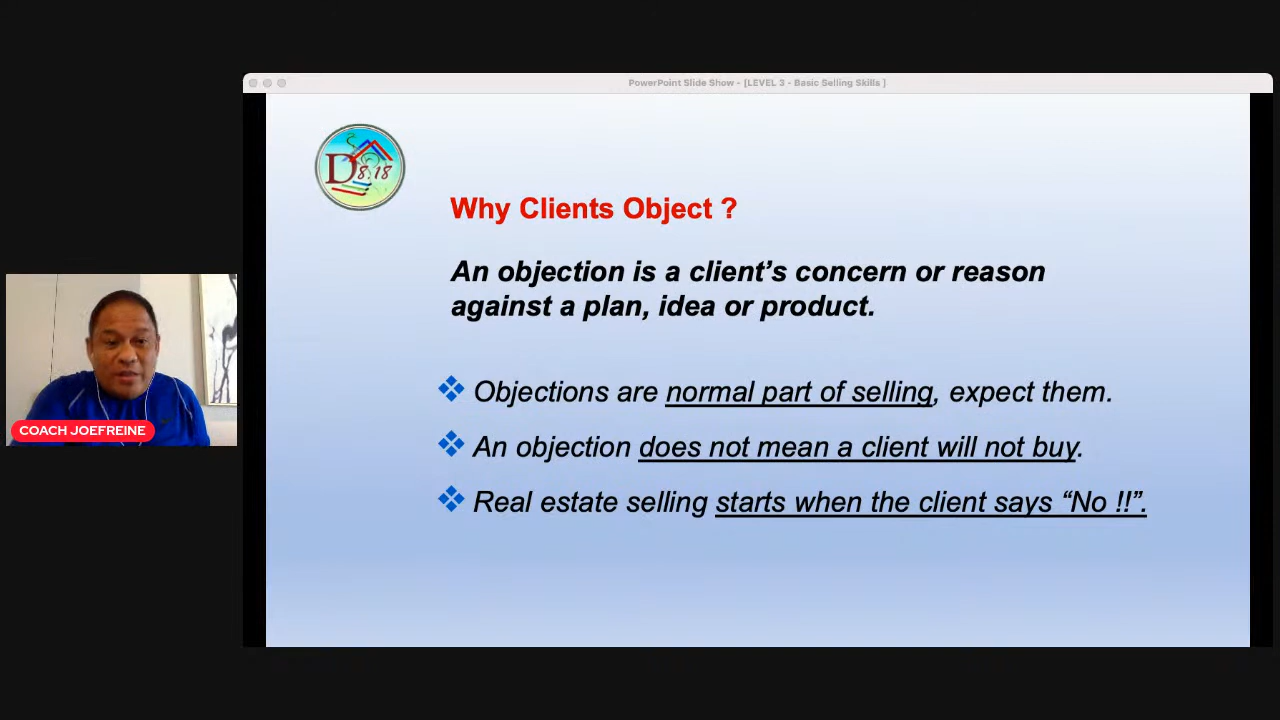 PowerPoint Slide Show - [LEVEL 3 - Basic Selling Skills ]
D8.18
Why Clients Object ?
An objection is a client’s concern or reason
against a plan, idea or product.
Objections are normal part of selling, expect them.
An objection does not mean a client will not buy.
Real estate selling starts when the client says “No !!”.
COACH JOEFREINE